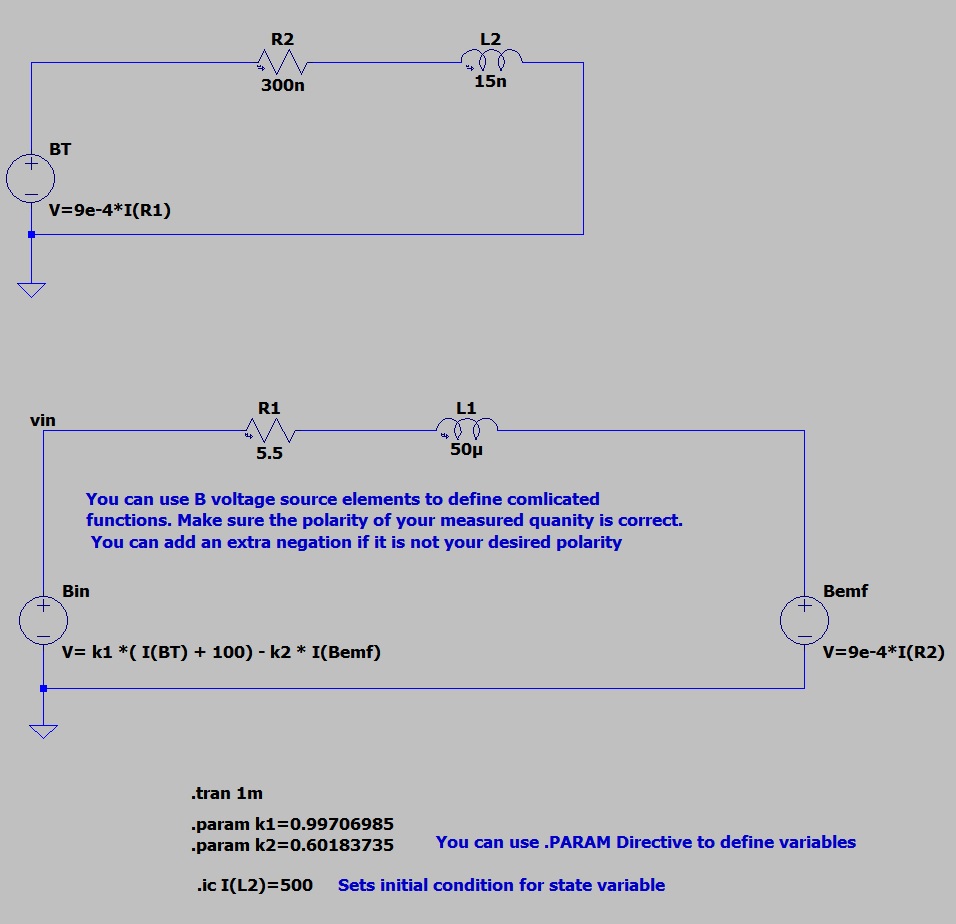 R2
L2
300n
15n
BT
V=9e-4*I(R1)
vin
R1
L1
5.5
50µ
You can use B voltage source elements to define comlicated
functions. Make sure the polarity of your measured quanity is correct.
You can add an extra negation if it is not your desired polarity
Bin
Bemf
V= k1 *( I(BT) + 100) - k2 * I(Bemf)
V=9e-4*I(R2)
.tran 1m
.param k1=0.99706985
.param k2=0.60183735
You can use .PARAM Directive to define variables
.ic I(L2)=500
Sets initial condition for state variable